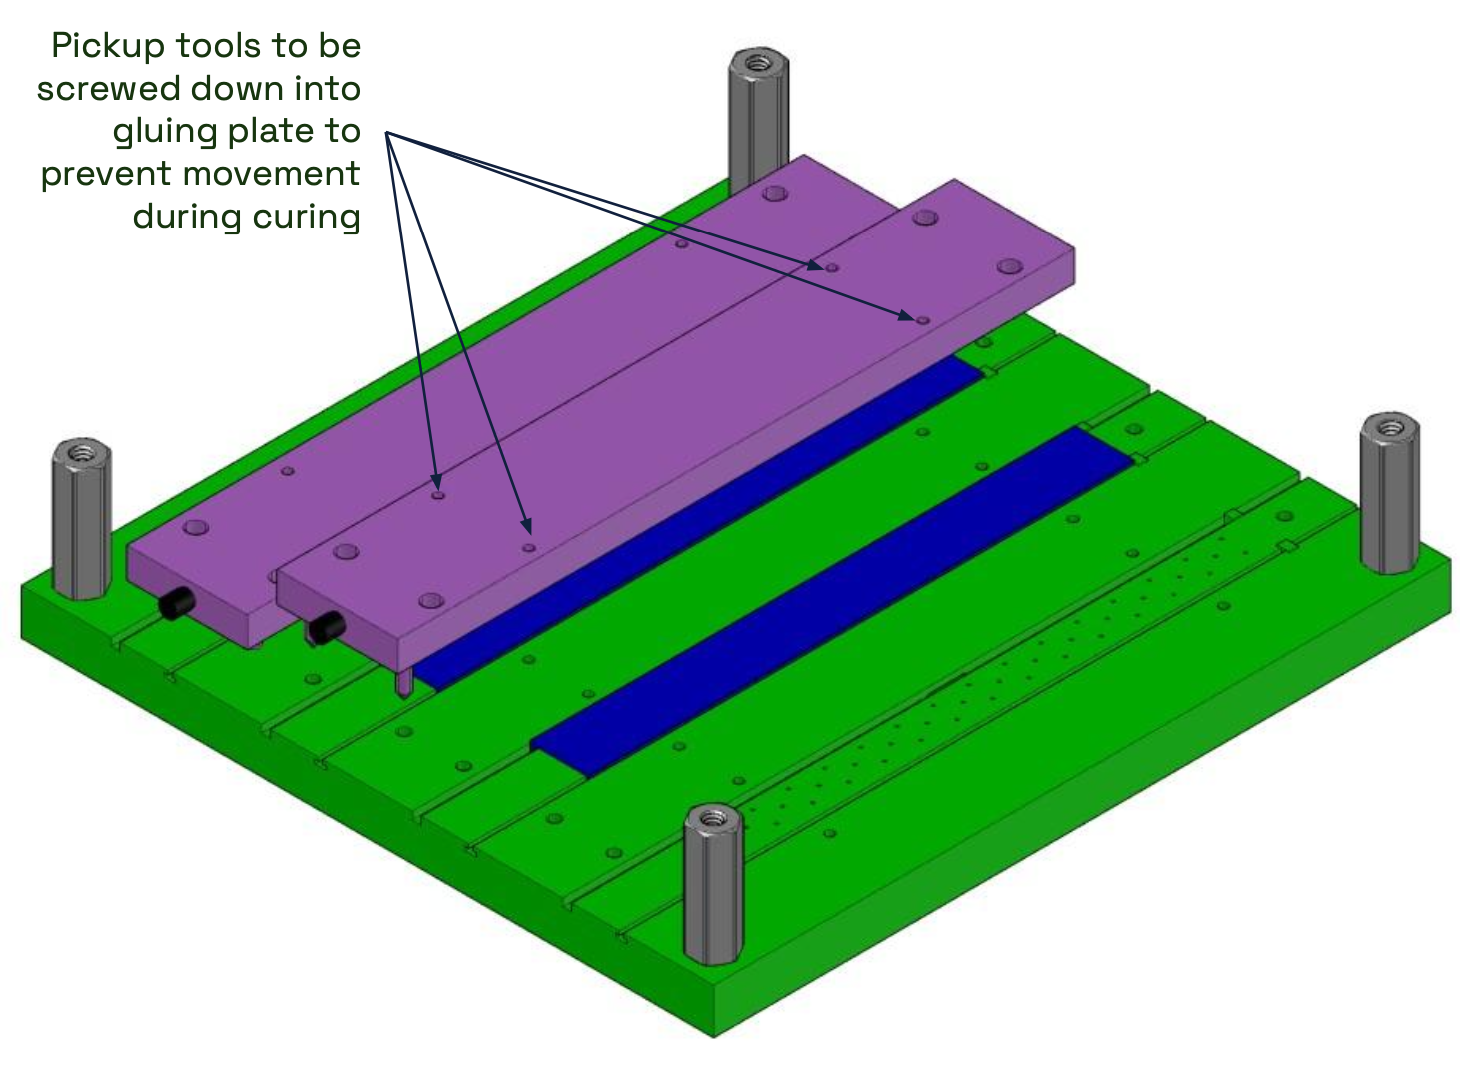 Pickup tools to be
screwed down into
gluing plate to
prevent movement
during curing